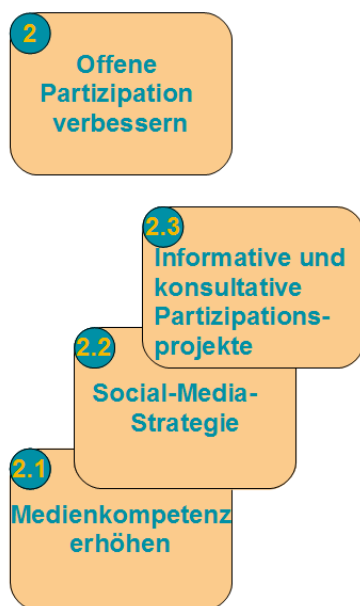 2
Offene
Partizipation
verbessern
2.3
Informative und
konsultative
Partizipations-
projekte
2.2
Social-Media-
Strategie
2.1
Medienkompetenz
erhöhen